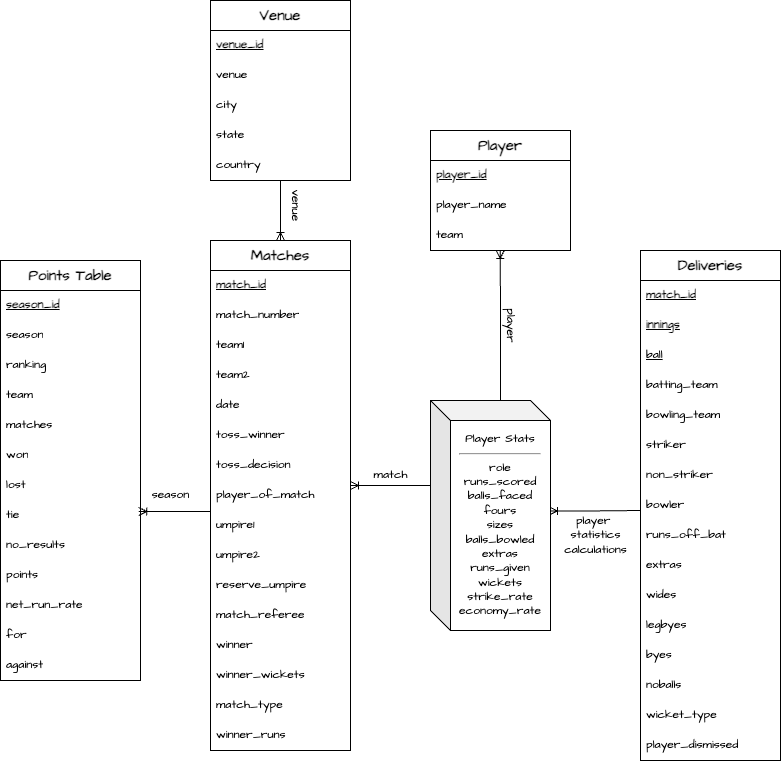 Venue
venue_id
venue
city
state
country
venue
Player
player_id
player_name
team
player
Points Table
season_id
season
ranking
team
matches
won
lost
tie
no_results
points
net_run_rate
for
against
season
Matches
match_id
match_number
team1
team2
date
toss_winner
toss_decision
player_of_match
umpire1
umpire2
reserve_umpire
match_referee
winner
winner_wickets
match_type
winner_runs
match
Player Stats
role
runs_scored
balls_faced
fours
sizes
balls_bowled
extras
runs_given
wickets
strike_rate
economy_rate
player
statistics
calculations
Deliveries
match_id
innings
ball
batting_team
bowling_team
striker
non_striker
bowler
runs_off_bat
extras
wides
legbyes
byes
noballs
wicket_type
player_dismissed